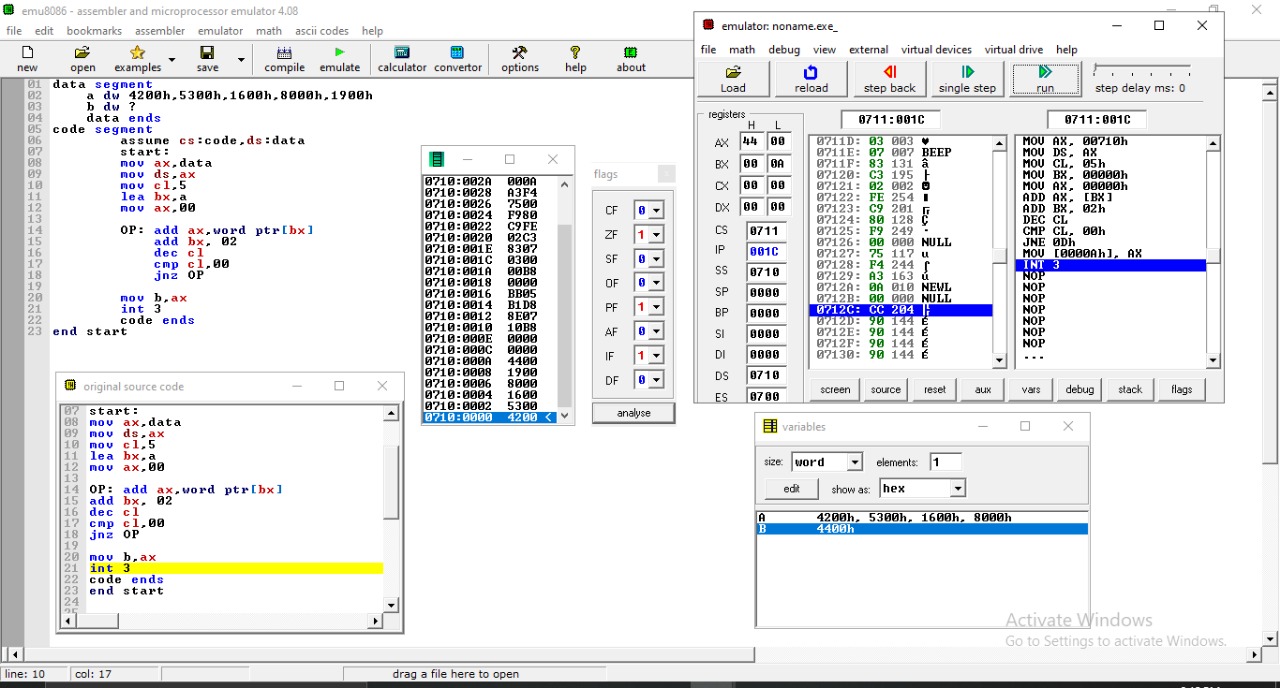 emu8086 - assembler and microprocessor emulator 4.08
file edit bookmarks assembler emulator math ascii codes help
new open examples save compile emulate calculator convertor options help about
01 data segment
02 a dw 4200h,5300h,1600h,8000h,1900h
03 b dw ?
04 data ends
05 code segment
06 assume cs:code,ds:data
07 start:
08 mov ax,data
09 mov ds,ax
10 mov cl,5
11 lea bx,a
12 mov ax,00
13
14 OP: add ax,word ptr[bx]
15 add bx, 02
16 dec cl
17 cmp cl,00
18 jnz OP
19
20 mov b,ax
21 int 3
22 code ends
23 end start
original source code
07 start:
08 mov ax,data
09 mov ds,ax
10 mov cl,5
11 lea bx,a
12 mov ax,00
13
14 OP: add ax,word ptr[bx]
15 add bx, 02
16 dec cl
17 cmp cl,00
18 jnz OP
19
20 mov b,ax
21 int 3
22 code ends
23 end start
24
25
0710:002A 000A
0710:0028 A3F4
0710:0026 7500
0710:0024 F980
0710:0022 C9FE
0710:0020 02C3
0710:001E 8307
0710:001C 0300
0710:001A 00B8
0710:0018 0000
0710:0016 BB05
0710:0014 B1D8
0710:0012 8E07
0710:0010 10B8
0710:000E 0000
0710:000C 0000
0710:000A 4400
0710:0008 1900
0710:0006 8000
0710:0004 1600
0710:0002 5300
0710:0000 4200 <
flags
CF 0
ZF 1
SF 0
OF 0
PF 1
AF 0
IF 1
DF 0
analyse
emulator: noname.exe_
file math debug view external virtual devices virtual drive help
Load reload step back single step run step delay ms: 0
registers
H L
AX 44 00
BX 00 0A
CX 00 00
DX 00 00
CS 0711
IP 001C
SS 0710
SP 0000
BP 0000
SI 0000
DI 0000
DS 0710
ES 0700
0711:001C
0711D: 03 003 ♥
0711E: 07 007 BEEP
0711F: 83 131 â
07120: C3 195 ├
07121: 02 002 ☻
07122: FE 254 ■
07123: C9 201 ╔
07124: 80 128 Ç
07125: F9 249 ∙
07126: 00 000 NULL
07127: 75 117 u
07128: F4 244 ⌠
07129: A3 163 ú
0712A: 0A 010 NEWL
0712B: 00 000 NULL
0712C: CC 204 ╠
0712D: 90 144 É
0712E: 90 144 É
0712F: 90 144 É
07130: 90 144 É
0711:001C
MOV AX, 00710h
MOV DS, AX
MOV CL, 05h
MOV BX, 00000h
MOV AX, 00000h
ADD AX, [BX]
ADD BX, 02h
DEC CL
CMP CL, 00h
JNE 0Dh
MOV [0000Ah], AX
INT 3
NOP
NOP
NOP
NOP
NOP
NOP
NOP
...
screen source reset aux vars debug stack flags
variables
size: word elements: 1
edit show as: hex
A 4200h, 5300h, 1600h, 8000h
B 4400h
Activate Windows
Go to Settings to activate Windows.
line: 10 col: 17 drag a file here to open